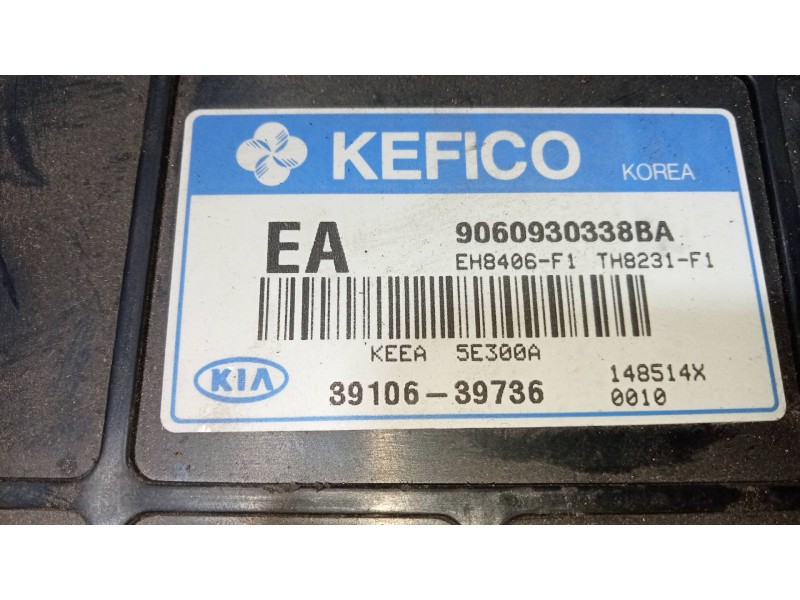 KEFICO KOREA
EA 9060930338BA
EH8406-F1 TH8231-F1
KEEA 5E300A
KIA 39106-39736 148514X
0010